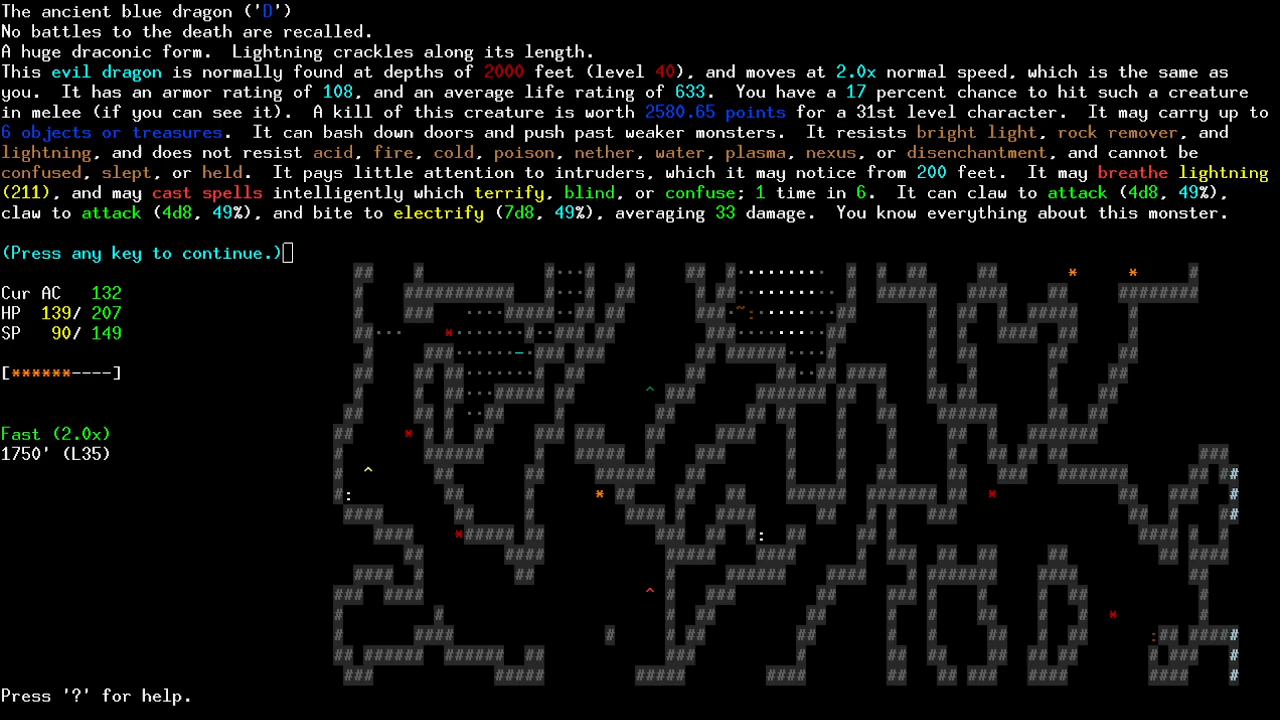 The ancient blue dragon ('D')
No battles to the death are recalled.
A huge draconic form.  Lightning crackles along its length.
This evil dragon is normally found at depths of 2000 feet (level 40), and moves at 2.0x normal speed, which is the same as
you.  It has an armor rating of 108, and an average life rating of 633.  You have a 17 percent chance to hit such a creature
in melee (if you can see it).  A kill of this creature is worth 2580.65 points for a 31st level character.  It may carry up to
6 objects or treasures.  It can bash down doors and push past weaker monsters.  It resists bright light, rock remover, and
lightning, and does not resist acid, fire, cold, poison, nether, water, plasma, nexus, or disenchantment, and cannot be
confused, slept, or held.  It pays little attention to intruders, which it may notice from 200 feet.  It may breathe lightning
(211), and may cast spells intelligently which terrify, blind, or confuse; 1 time in 6.  It can claw to attack (4d8, 49%),
claw to attack (4d8, 49%), and bite to electrify (7d8, 49%), averaging 33 damage.  You know everything about this monster.
(Press any key to continue.)
Cur AC   132
HP  139/ 207
SP   90/ 149
[******----]
Fast (2.0x)
1750' (L35)
Press '?' for help.